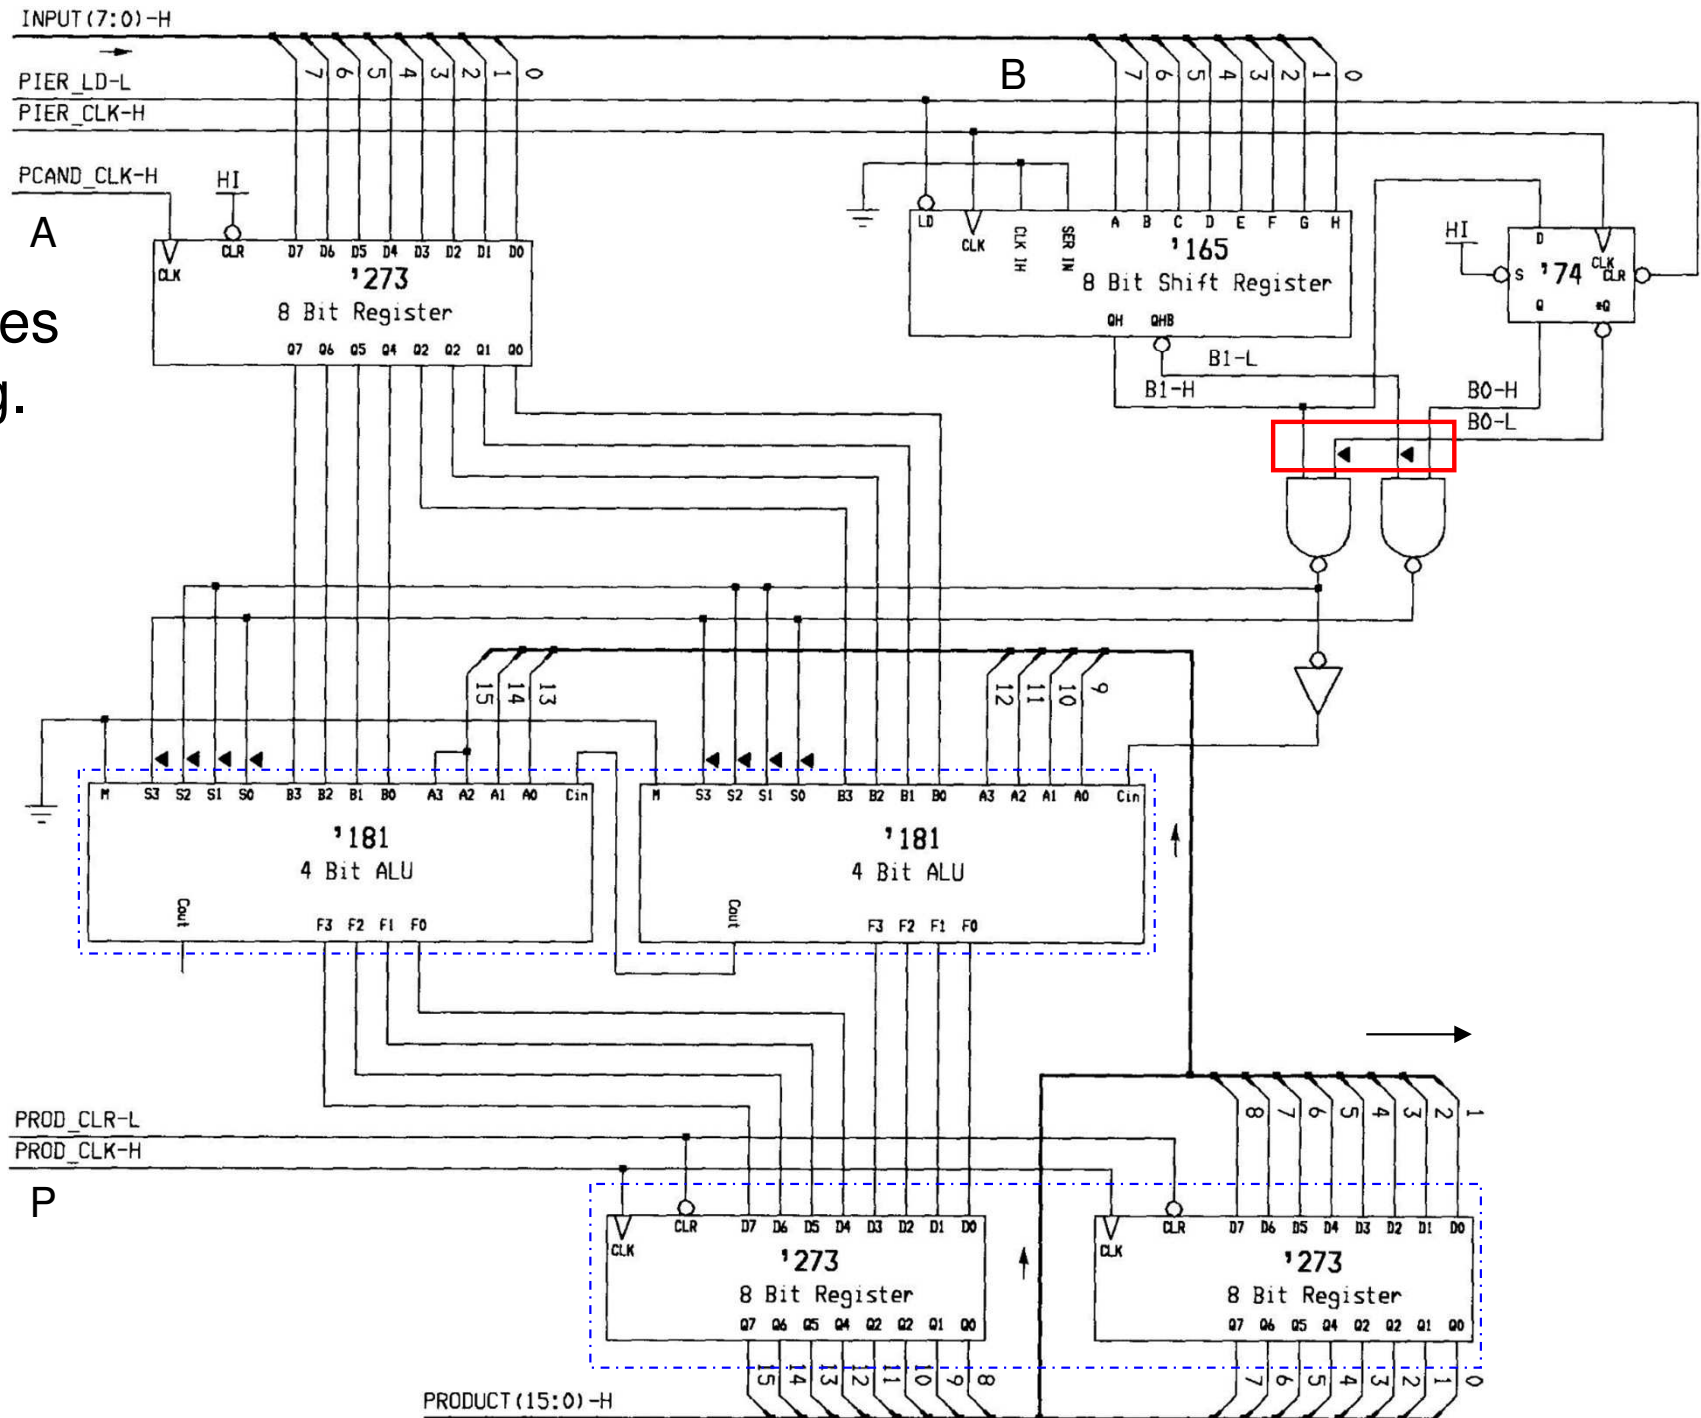 INPUT(7:0)-H
7 6 5 4 3 2 1 0
7 6 5 4 3 2 1 0
B
PIER_LD-L
PIER_CLK-H
PCAND_CLK-H
HI
A
CLK CLR D7 D6 D5 D4 D3 D2 D1 D0
'273
8 Bit Register
Q7 Q6 Q5 Q4 Q2 Q2 Q1 Q0
es
g.
LD CLK CLK IH SER IN A B C D E F G H
'165
8 Bit Shift Register
QH QHB
HI
D CLK
S '74 CLR
Q *Q
B1-L
B1-H
B0-H
B0-L
15 14 13
12 11 10 9
M S3 S2 S1 S0 B3 B2 B1 B0 A3 A2 A1 A0 Cin
'181
4 Bit ALU
Cout F3 F2 F1 F0
M S3 S2 S1 S0 B3 B2 B1 B0 A3 A2 A1 A0 Cin
'181
4 Bit ALU
Cout F3 F2 F1 F0
8 7 6 5 4 3 2 1
PROD_CLR-L
PROD_CLK-H
P
CLK CLR D7 D6 D5 D4 D3 D2 D1 D0
'273
8 Bit Register
Q7 Q6 Q5 Q4 Q2 Q2 Q1 Q0
15 14 13 12 11 10 9 8
CLK CLR D7 D6 D5 D4 D3 D2 D1 D0
'273
8 Bit Register
Q7 Q6 Q5 Q4 Q2 Q2 Q1 Q0
7 6 5 4 3 2 1 0
PRODUCT(15:0)-H